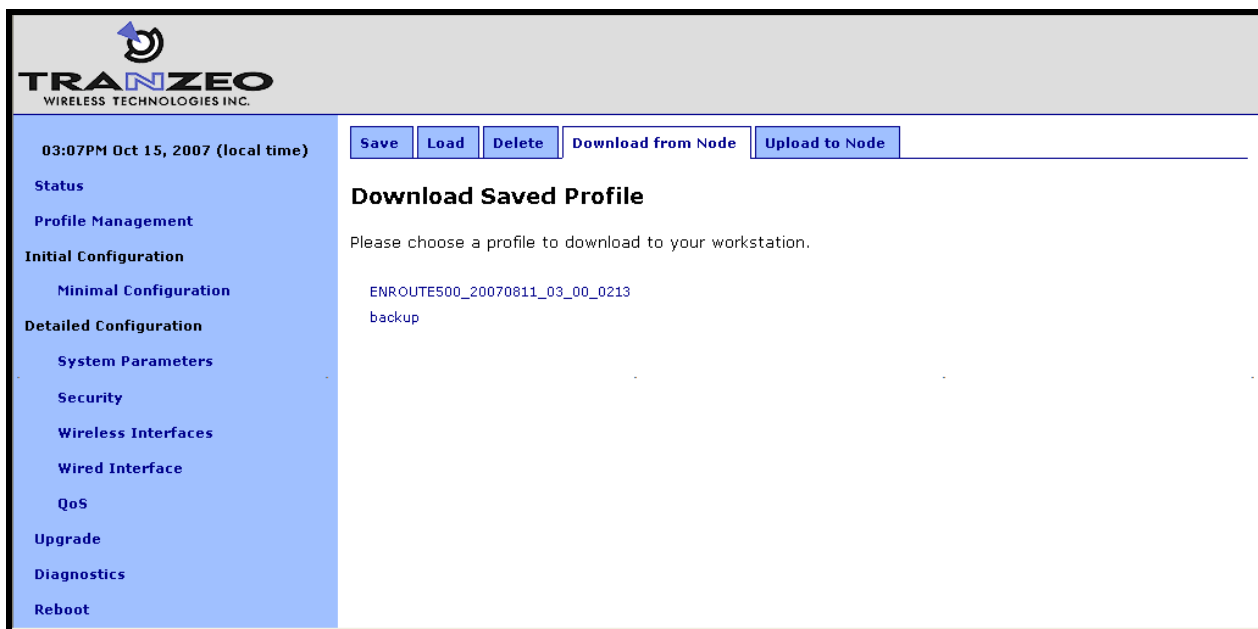 TRANZEO
WIRELESS TECHNOLOGIES INC.
03:07PM Oct 15, 2007 (local time)
Status
Profile Management
Initial Configuration
Minimal Configuration
Detailed Configuration
System Parameters
Security
Wireless Interfaces
Wired Interface
QoS
Upgrade
Diagnostics
Reboot
Save Load Delete Download from Node Upload to Node
Download Saved Profile
Please choose a profile to download to your workstation.
ENROUTE500_20070811_03_00_0213
backup